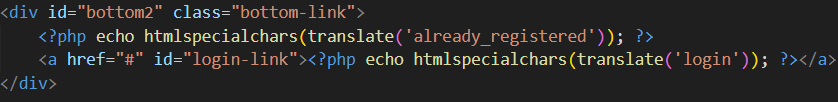 <div id="bottom2" class="bottom-link">
    <?php echo htmlspecialchars(translate('already_registered')); ?>
    <a href="#" id="login-link"><?php echo htmlspecialchars(translate('login')); ?></a>
</div>